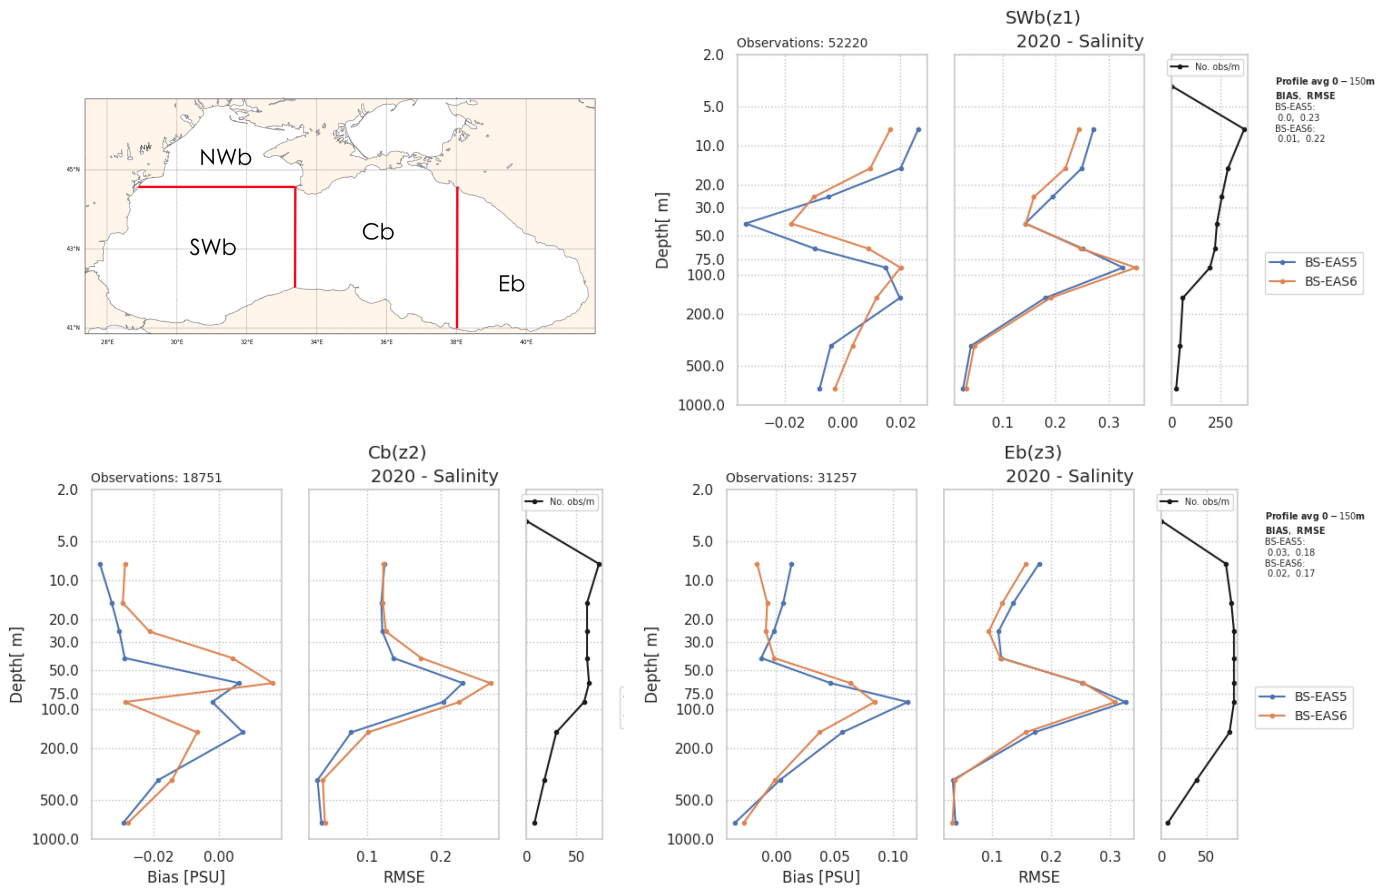 NW
NWb
SWb
Cb
Eb
45°N
43°N
41°N
28°E 30°E 32°E 34°E 36°E 38°E 40°E
SWb(z1)
Observations: 52220
2020 - Salinity
2.0
5.0
10.0
20.0
30.0
50.0
75.0
100.0
200.0
500.0
1000.0
Depth[ m]
−0.02 0.00 0.02
0.1 0.2 0.3
0 250
No. obs/m
Profile avg 0 − 150m
BIAS, RMSE
BS-EAS5:
0.0, 0.23
BS-EAS6:
0.01, 0.22
BS-EAS5
BS-EAS6
Cb(z2)
Observations: 18751
2020 - Salinity
2.0
5.0
10.0
20.0
30.0
50.0
75.0
100.0
200.0
500.0
1000.0
Depth[ m]
−0.02 0.00
Bias [PSU]
0.1 0.2
RMSE
0 50
No. obs/m
Eb(z3)
Observations: 31257
2020 - Salinity
2.0
5.0
10.0
20.0
30.0
50.0
75.0
100.0
200.0
500.0
1000.0
Depth[ m]
0.00 0.05 0.10
Bias [PSU]
0.1 0.2 0.3
RMSE
0 50
No. obs/m
Profile avg 0 − 150m
BIAS, RMSE
BS-EAS5:
0.03, 0.18
BS-EAS6:
0.02, 0.17
BS-EAS5
BS-EAS6